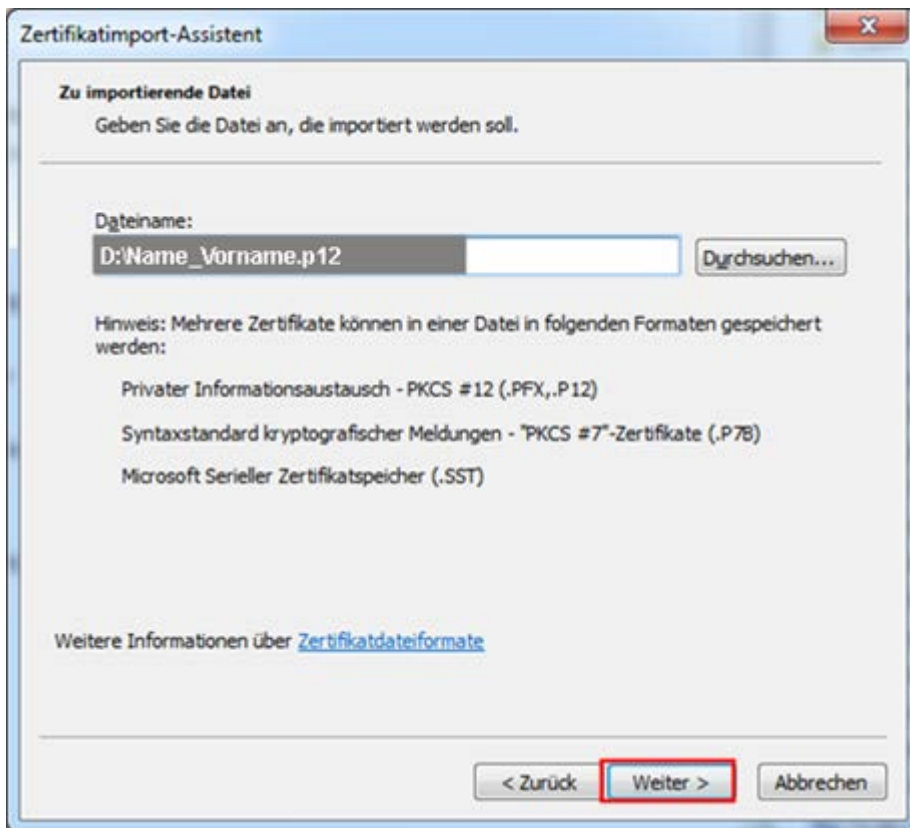 Zertifikatimport-Assistent
Zu importierende Datei
Geben Sie die Datei an, die importiert werden soll.
Dateiname:
D:\Name_Vorname.p12
Durchsuchen...
Hinweis: Mehrere Zertifikate können in einer Datei in folgenden Formaten gespeichert
werden:
Privater Informationsaustausch - PKCS #12 (.PFX,.P12)
Syntaxstandard kryptografischer Meldungen - "PKCS #7"-Zertifikate (.P7B)
Microsoft Serieller Zertifikatspeicher (.SST)
Weitere Informationen über Zertifikatdateiformate
< Zurück Weiter > Abbrechen